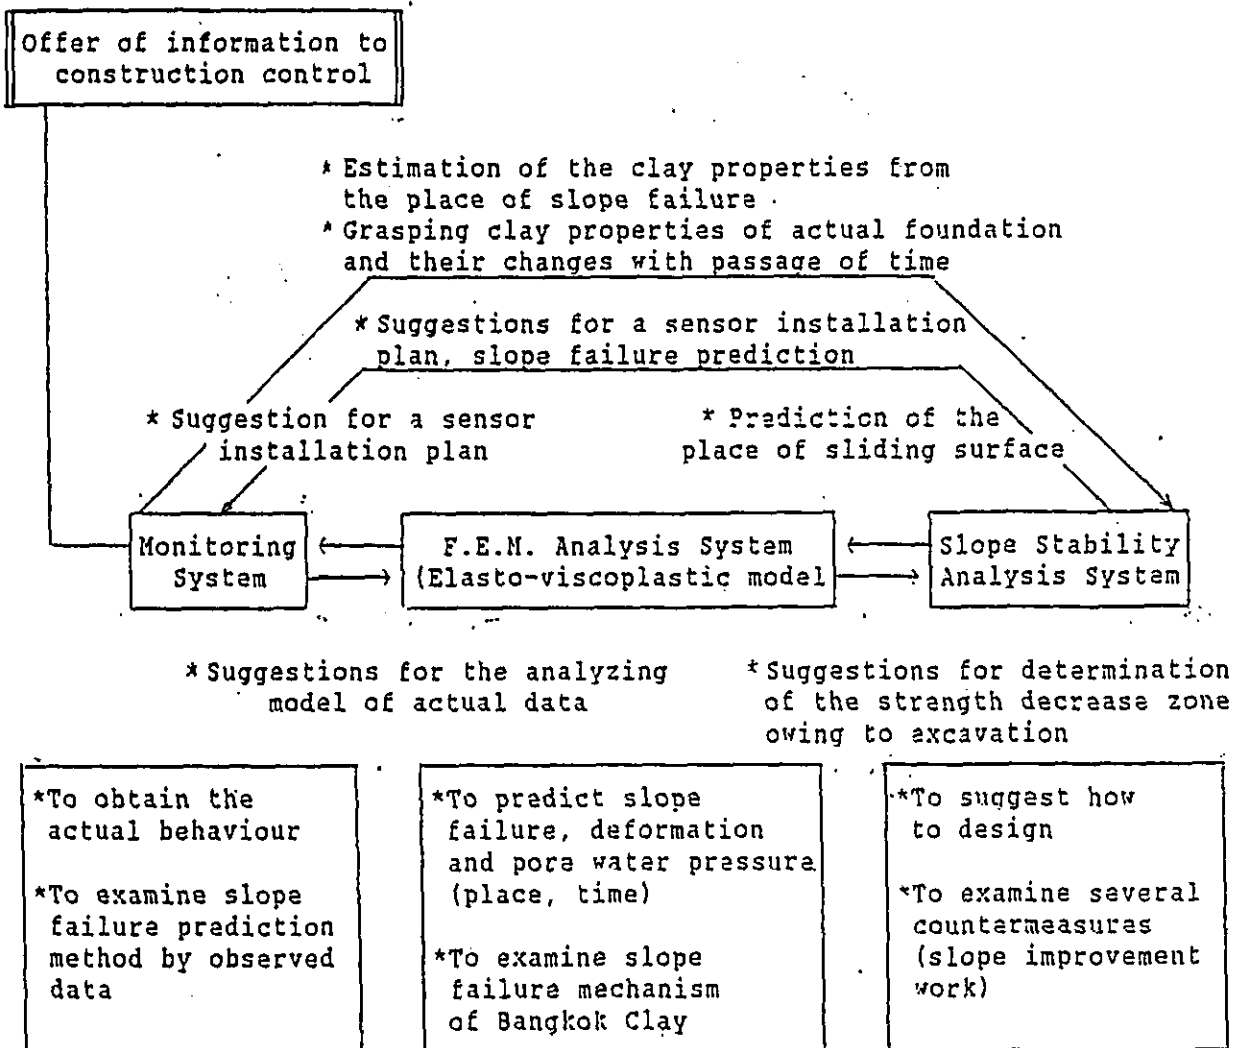 Offer of information to
construction control
* Estimation of the clay properties from
the place of slope failure
* Grasping clay properties of actual foundation
and their changes with passage of time
* Suggestions for a sensor installation
plan, slope failure prediction
* Suggestion for a sensor
installation plan
* Prediction of the
place of sliding surface
Monitoring
System
F.E.M. Analysis System
(Elasto-viscoplastic model
Slope Stability
Analysis System
* Suggestions for the analyzing
model of actual data
* Suggestions for determination
of the strength decrease zone
owing to excavation
*To obtain the
actual behaviour
*To examine slope
failure prediction
method by observed
data
*To predict slope
failure, deformation
and pore water pressure
(place, time)
*To examine slope
failure mechanism
of Bangkok Clay
*To suggest how
to design
*To examine several
countermeasures
(slope improvement
work)